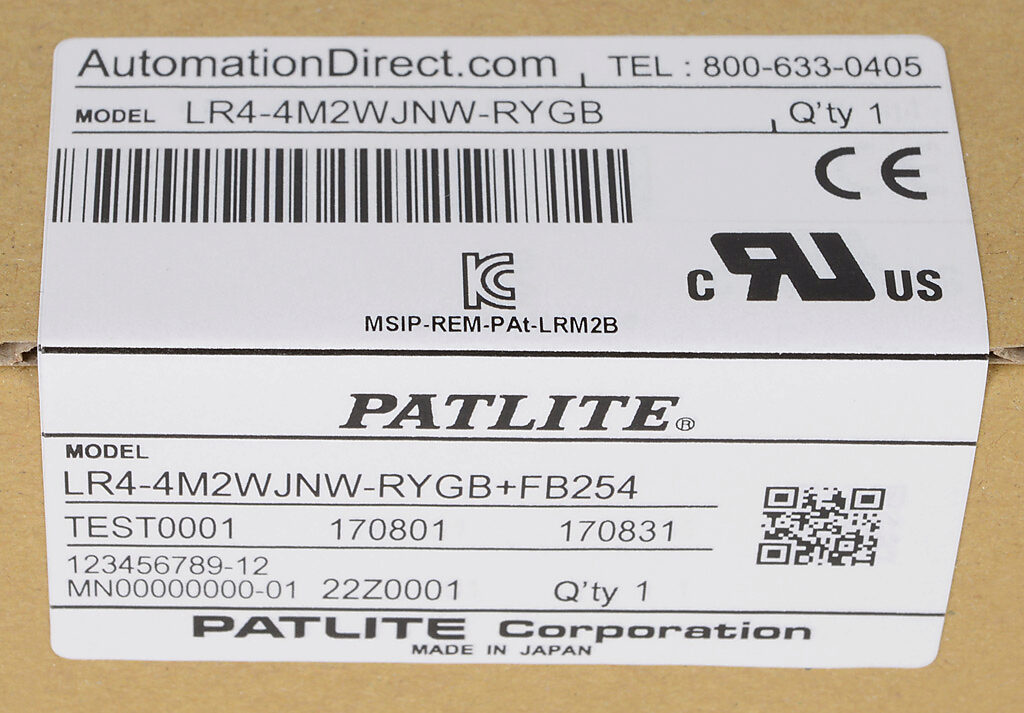 AutomationDirect.com TEL : 800-633-0405
MODEL LR4-4M2WJNW-RYGB Q'ty 1
CE
C RU US
KC
MSIP-REM-PAt-LRM2B
PATLITE®
MODEL
LR4-4M2WJNW-RYGB+FB254
TEST0001 170801 170831
123456789-12
MN00000000-01 22Z0001 Q'ty 1
PATLITE Corporation
MADE IN JAPAN